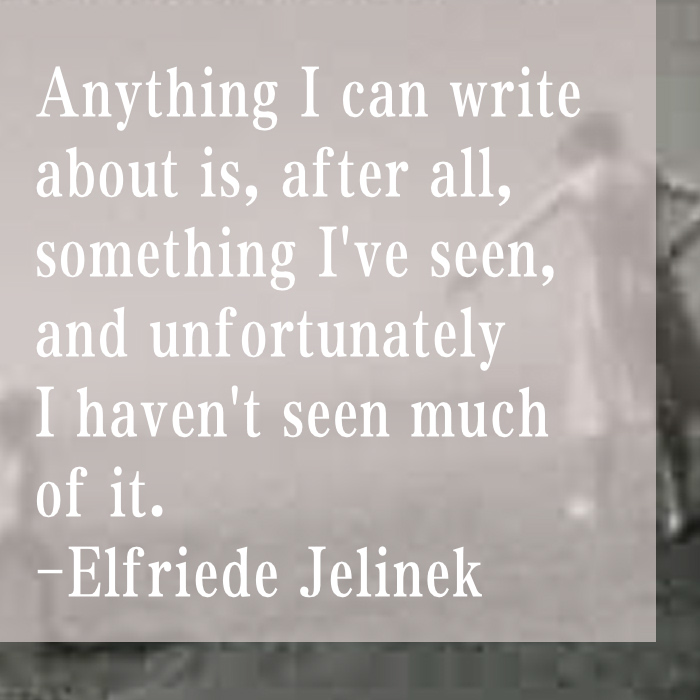 Anything I can write
about is, after all,
something I've seen,
and unfortunately
I haven't seen much
of it.
–Elfriede Jelinek